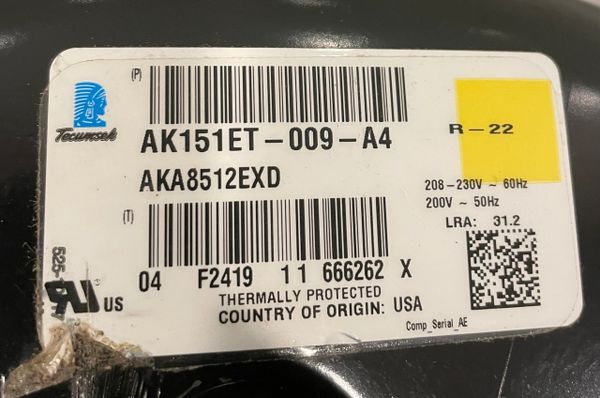 (P)
Tecumseh
AK151ET-009-A4
R-22
AKA8512EXD
208-230V ~ 60Hz
200V ~ 50Hz
LRA: 31.2
(T)
04 F2419 11 666262 X
525-
US
THERMALLY PROTECTED
COUNTRY OF ORIGIN: USA
Comp_Serial_AE